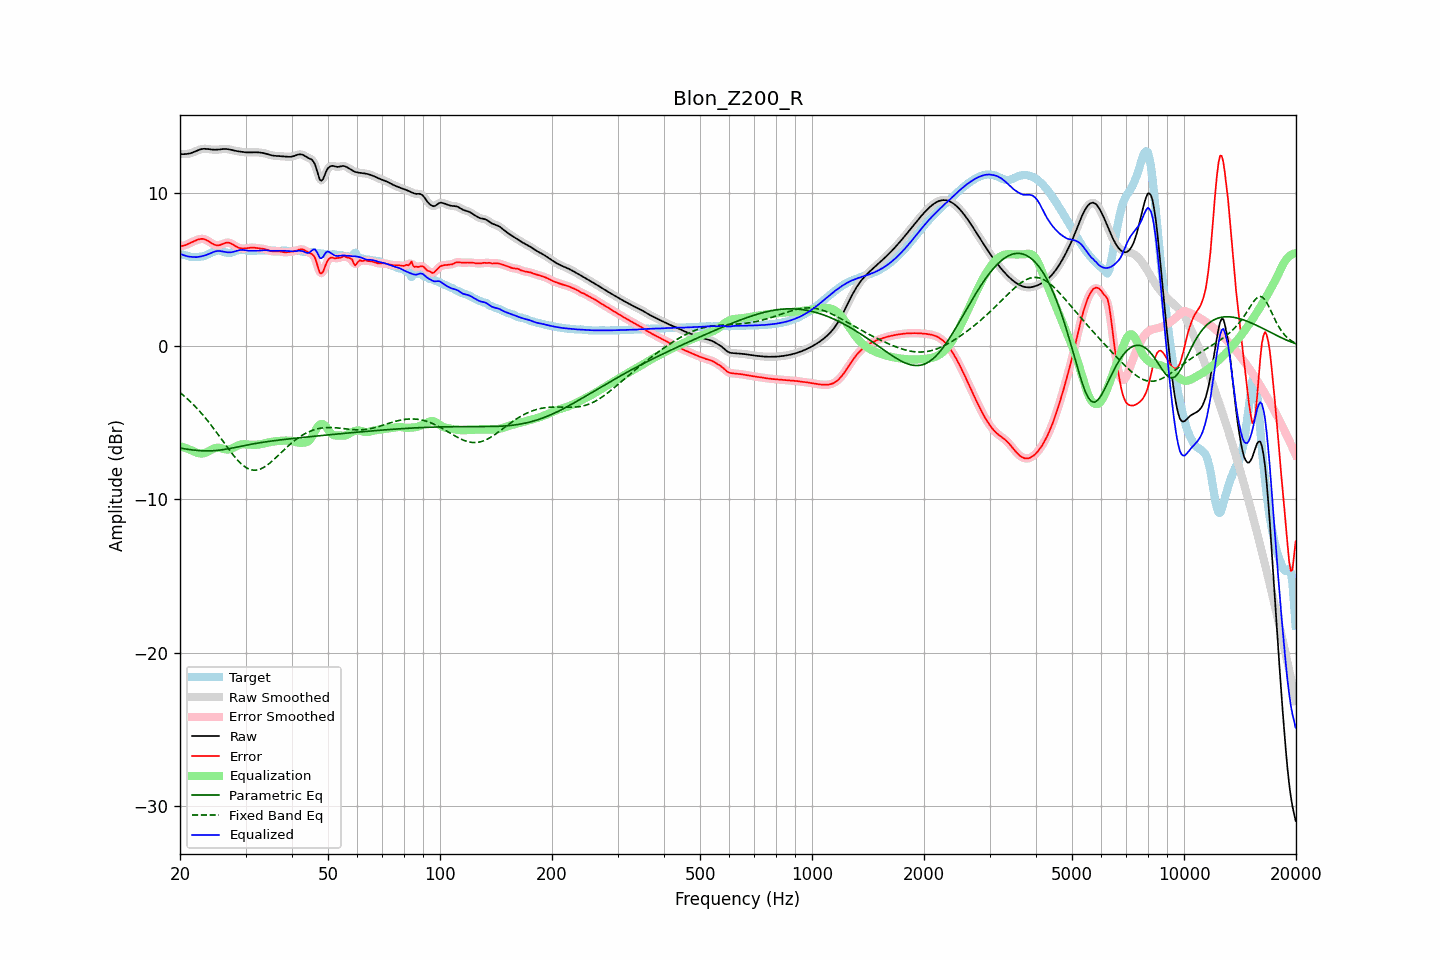 Blon_Z200_R
Amplitude (dBr)
10
0
−10
−20
−30
Target
Raw Smoothed
Error Smoothed
Raw
Error
Equalization
Parametric Eq
Fixed Band Eq
Equalized
20 50 100 200 500 1000 2000 5000 10000 20000
Frequency (Hz)